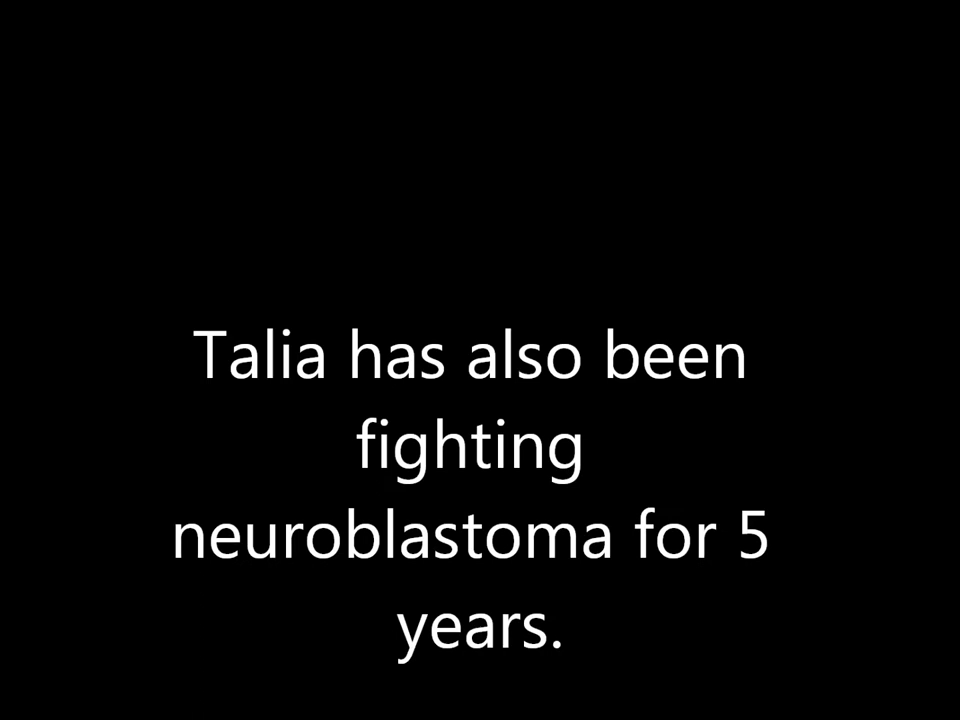 Talia has also been
fighting
neuroblastoma for 5
years.